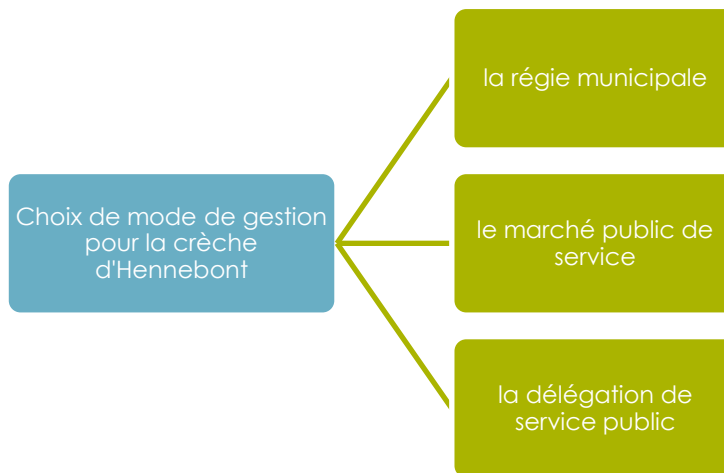 Choix de mode de gestion
pour la crèche
d'Hennebont
la régie municipale
le marché public de
service
la délégation de
service public